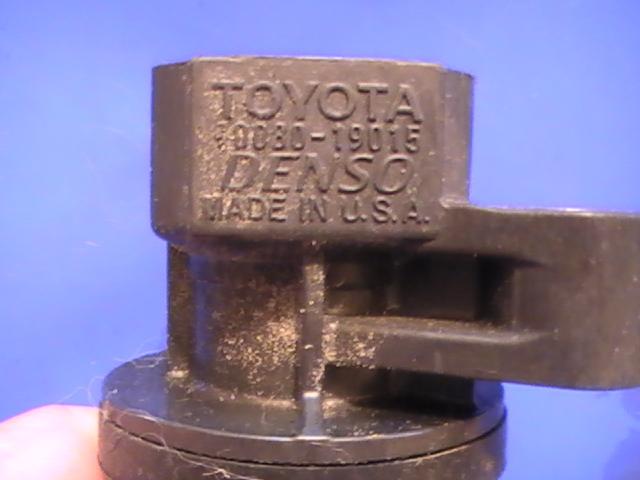 TOYOTA
90080-19015
DENSO
MADE IN U.S.A.